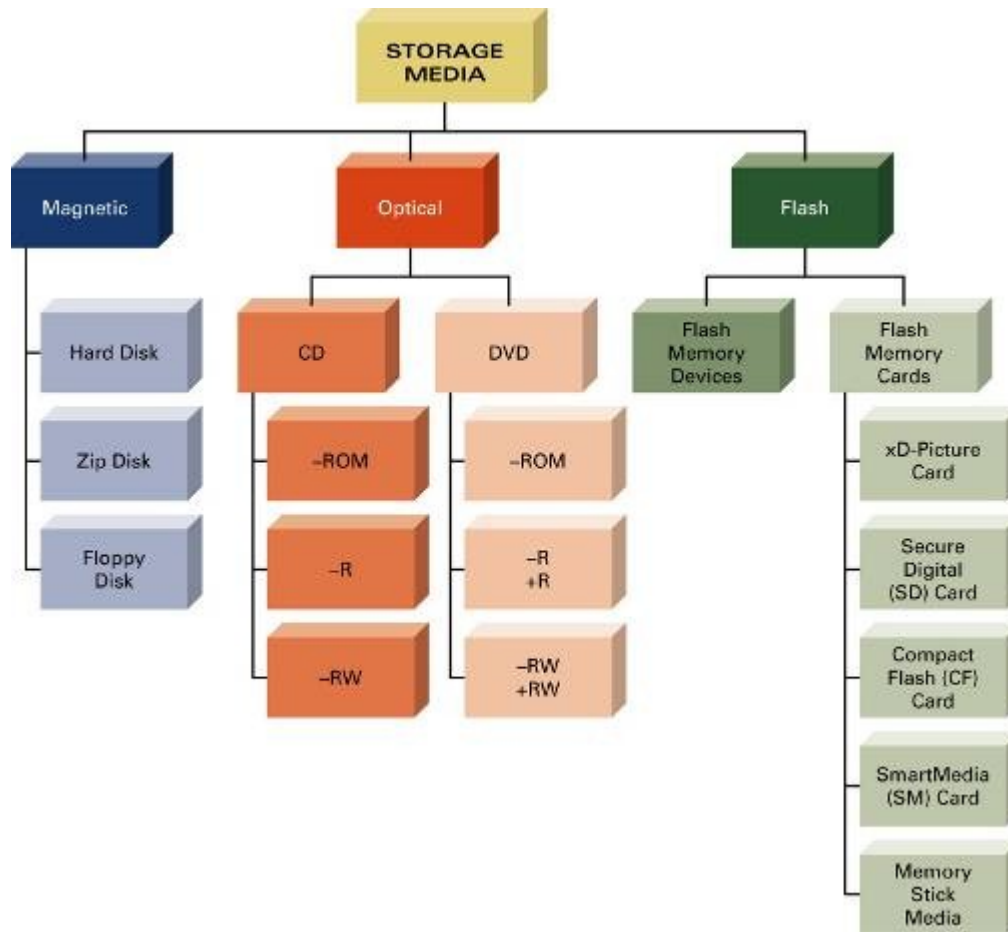 STORAGE
MEDIA
Magnetic
Optical
Flash
Hard Disk
Zip Disk
Floppy
Disk
CD
–ROM
–R
–RW
DVD
–ROM
–R
+R
–RW
+RW
Flash
Memory
Devices
Flash
Memory
Cards
xD-Picture
Card
Secure
Digital
(SD) Card
Compact
Flash (CF)
Card
SmartMedia
(SM) Card
Memory
Stick
Media